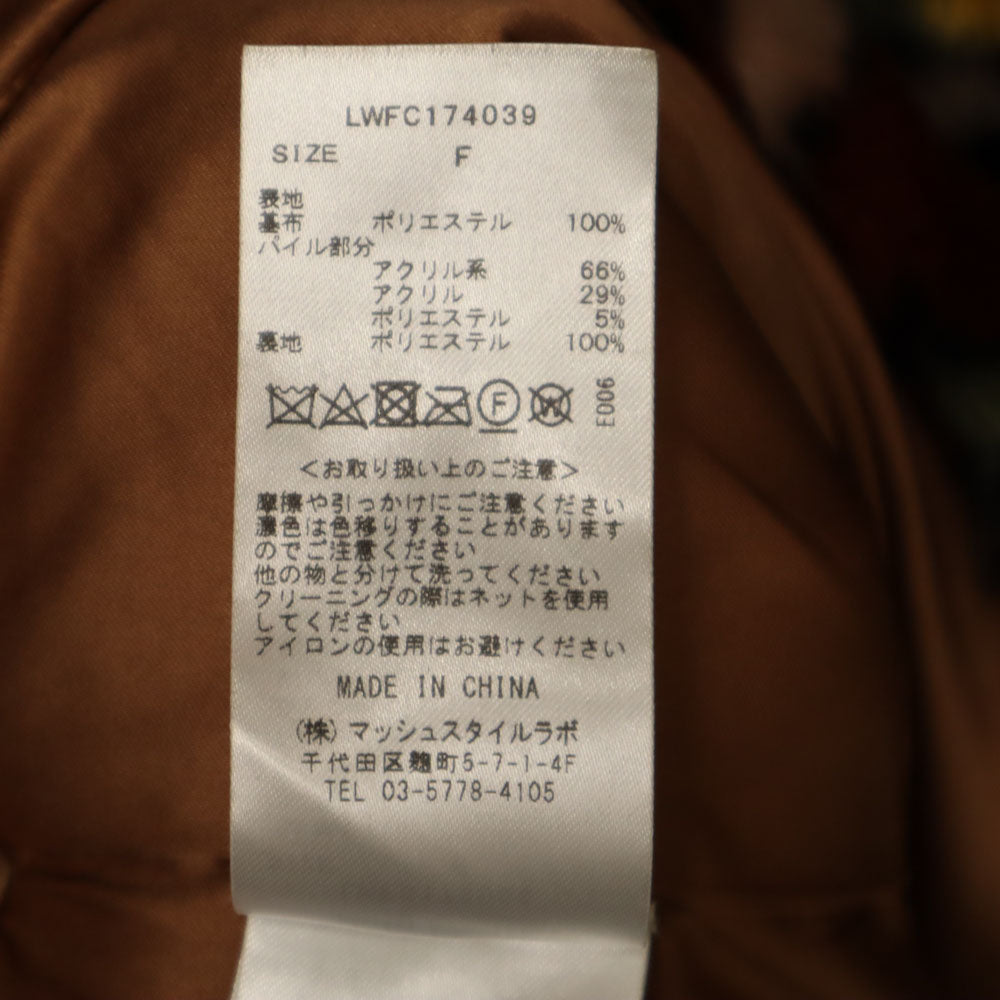 LWFC174039
SIZE F
表地
基布 ポリエステル 100%
パイル部分
アクリル系 66%
アクリル 29%
ポリエステル 5%
裏地 ポリエステル 100%
F W E006
<お取り扱い上のご注意>
摩擦や引っかけにご注意ください
濃色は色移りすることがあります
のでご注意ください
他の物と分けて洗ってください
クリーニングの際はネットを使用
してください
アイロンの使用はお避けください
MADE IN CHINA
(株)マッシュスタイルラボ
千代田区麹町5-7-1-4F
TEL 03-5778-4105